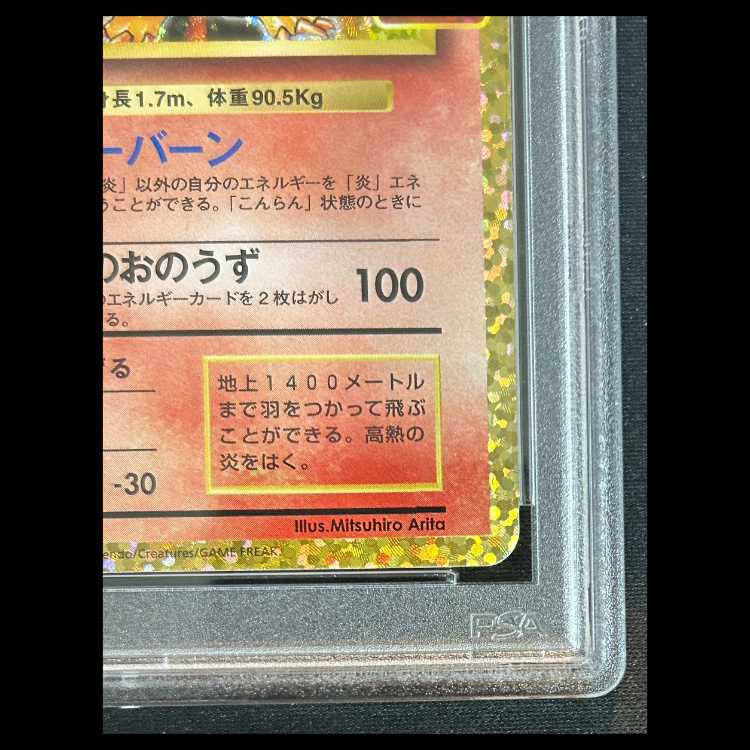 長1.7m、体重90.5Kg
ーバーン
炎」以外の自分のエネルギーを「炎」エネ
うことができる。「こんらん」状態のときに
のおのうず
100
のエネルギーカードを2枚はがし
る。
る
地上1400メートル
まで羽をつかって飛ぶ
ことができる。高熱の
炎をはく。
-30
Illus.Mitsuhiro Arita
endo/Creatures/GAME FREAK.
PSA